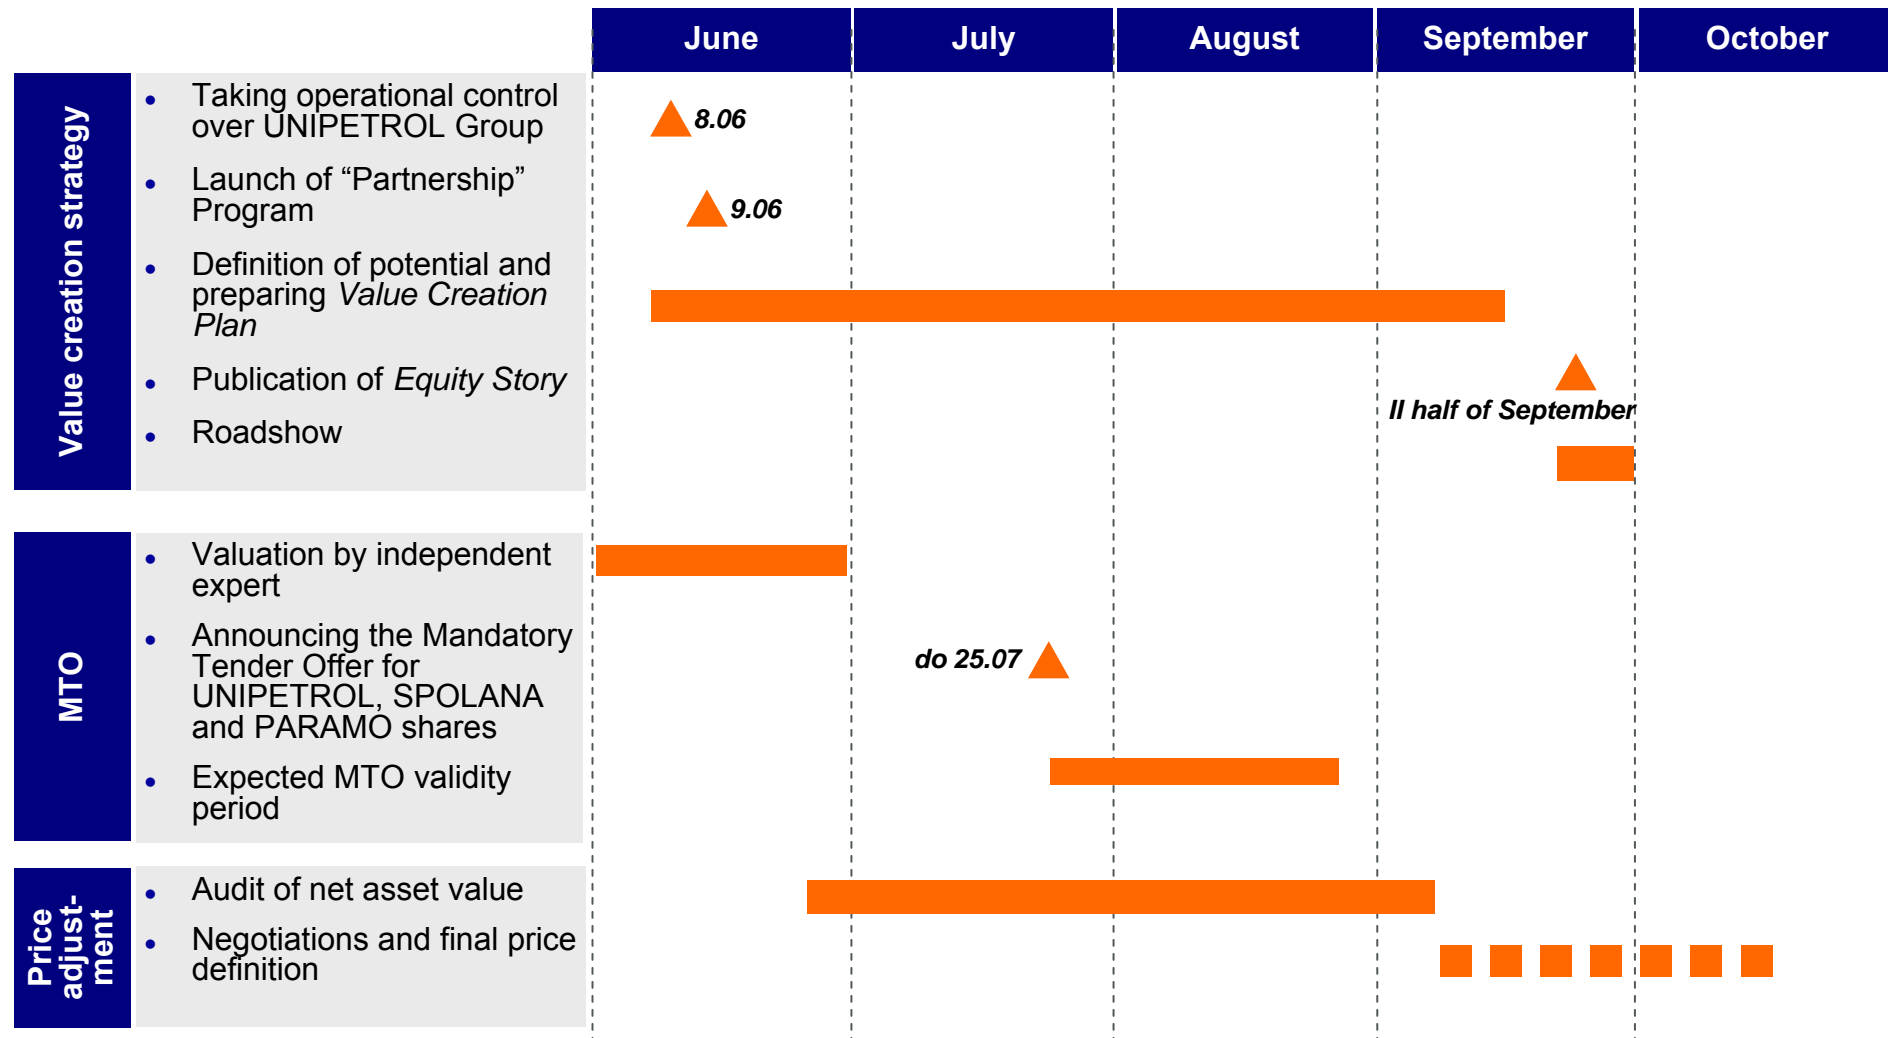 June
July
August
September
October
Value creation strategy
• Taking operational control
over UNIPETROL Group
8.06
• Launch of “Partnership”
Program
9.06
• Definition of potential and
preparing Value Creation
Plan
• Publication of Equity Story
II half of September
• Roadshow
MTO
• Valuation by independent
expert
• Announcing the Mandatory
Tender Offer for
UNIPETROL, SPOLANA
and PARAMO shares
do 25.07
• Expected MTO validity
period
Price
adjust-
ment
• Audit of net asset value
• Negotiations and final price
definition